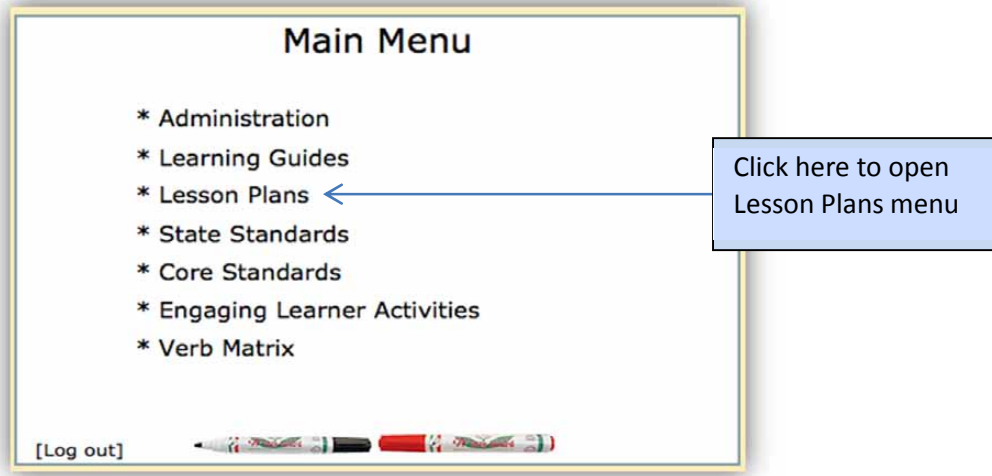 Main Menu
* Administration
* Learning Guides
* Lesson Plans
Click here to open
Lesson Plans menu
* State Standards
* Core Standards
* Engaging Learner Activities
* Verb Matrix
[Log out]